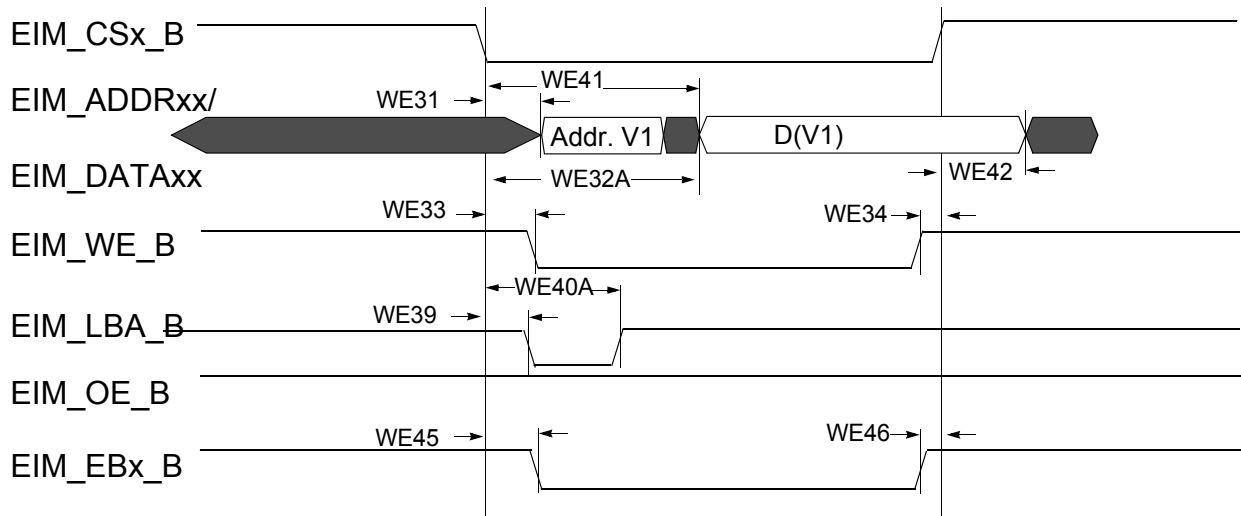 EIM_CSx_B
WE41
EIM_ADDRxx/
WE31
Addr. V1
D(V1)
EIM_DATAxx
WE32A
WE42
WE33
WE34
EIM_WE_B
WE40A
WE39
EIM_LBA_B
EIM_OE_B
WE45
WE46
EIM_EBx_B